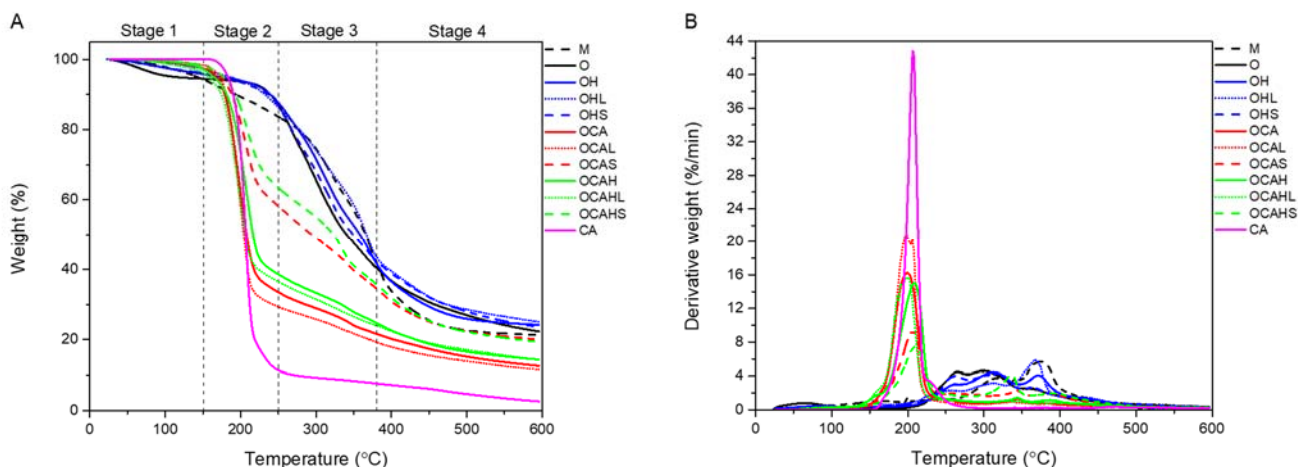 A
Stage 1 Stage 2 Stage 3 Stage 4
100
80
60
40
20
0
Weight (%)
0 100 200 300 400 500 600
Temperature (°C)
M
O
OH
OHL
OHS
OCA
OCAL
OCAS
OCAH
OCAHL
OCAHS
CA
B
44
40
36
32
28
24
20
16
12
8
4
0
Derivative weight (%/min)
0 100 200 300 400 500 600
Temperature (°C)
M
O
OH
OHL
OHS
OCA
OCAL
OCAS
OCAH
OCAHL
OCAHS
CA